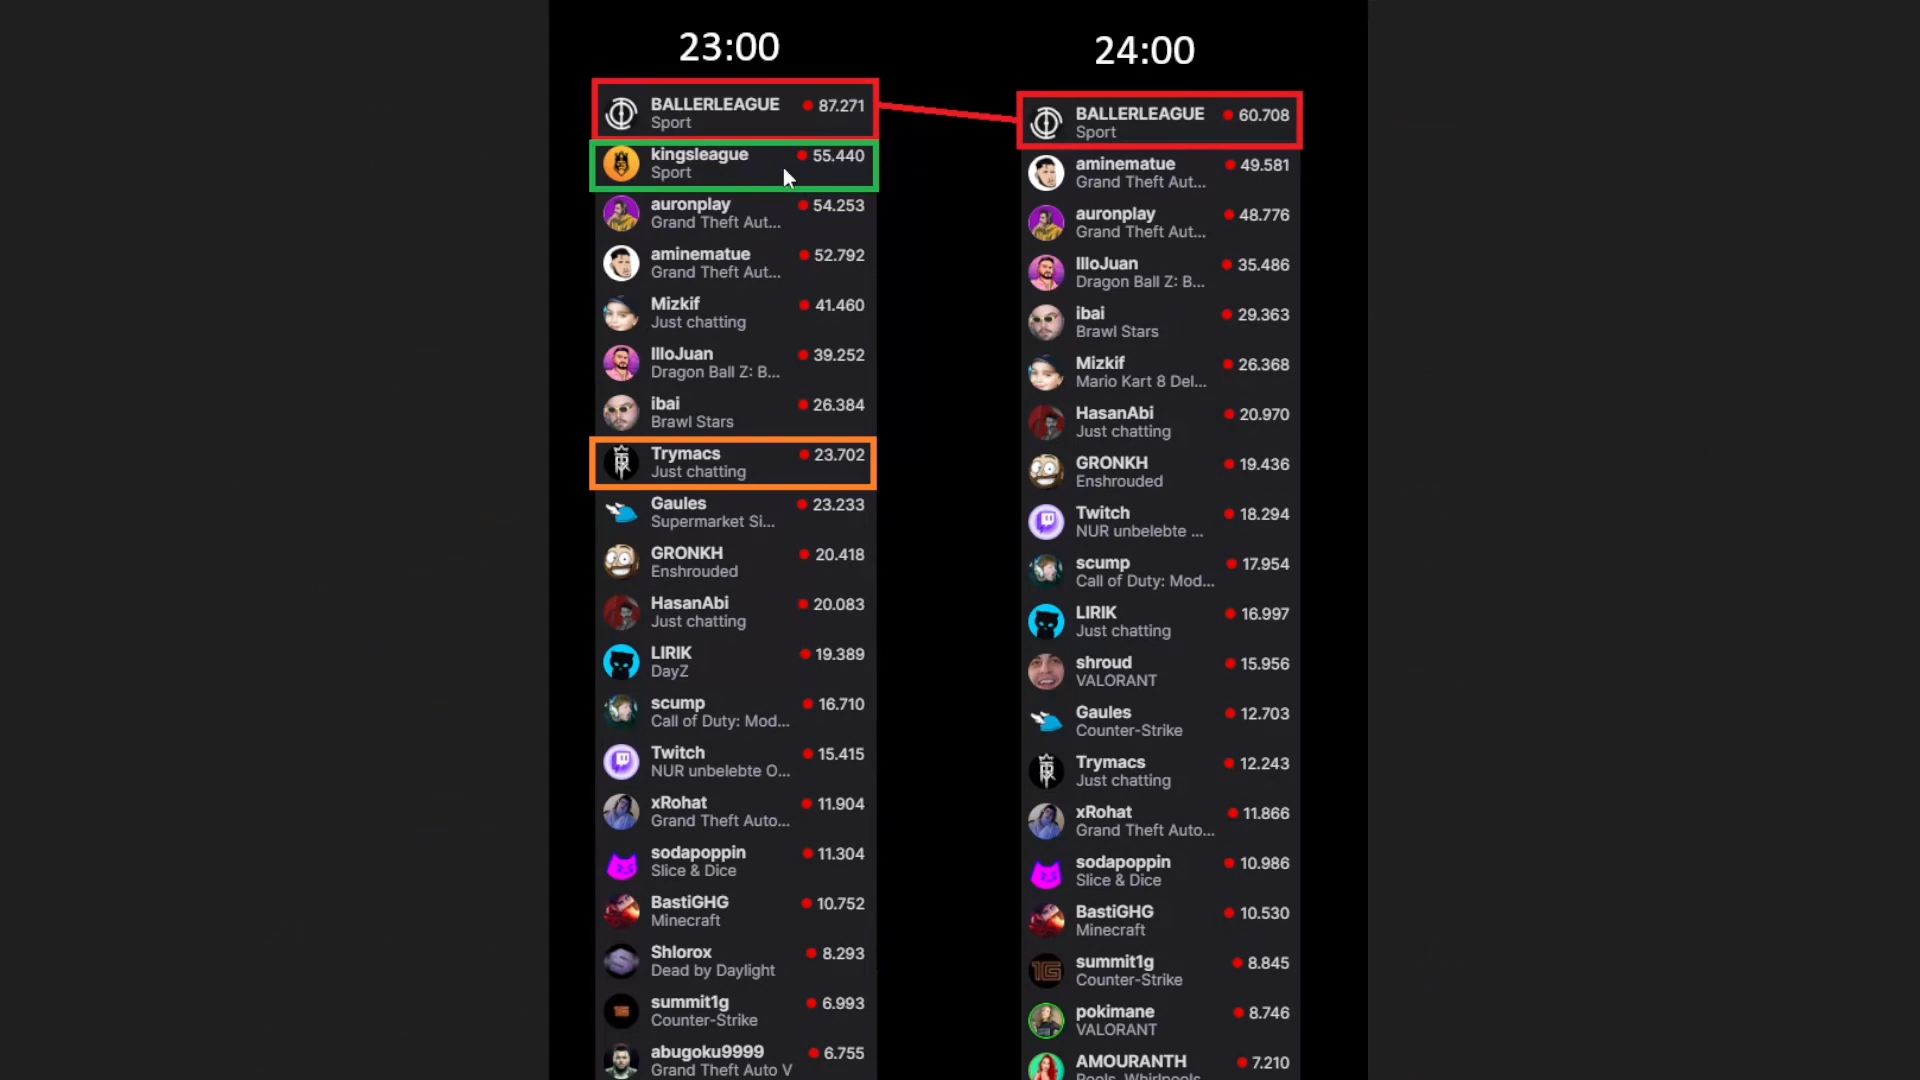 23:00
BALLERLEAGUE 87.271
Sport
kingsleague 55.440
Sport
auronplay 54.253
Grand Theft Aut...
aminematue 52.792
Grand Theft Aut...
Mizkif 41.460
Just chatting
IlloJuan 39.252
Dragon Ball Z: B...
ibai 26.384
Brawl Stars
Trymacs 23.702
Just chatting
Gaules 23.233
Supermarket Si...
GRONKH 20.418
Enshrouded
HasanAbi 20.083
Just chatting
LIRIK 19.389
DayZ
scump 16.710
Call of Duty: Mod...
Twitch 15.415
NUR unbelebte O...
xRohat 11.904
Grand Theft Auto...
sodapoppin 11.304
Slice & Dice
BastiGHG 10.752
Minecraft
Shlorox 8.293
Dead by Daylight
summit1g 6.993
Counter-Strike
abugoku9999 6.755
Grand Theft Auto V
24:00
BALLERLEAGUE 60.708
Sport
aminematue 49.581
Grand Theft Aut...
auronplay 48.776
Grand Theft Aut...
IlloJuan 35.486
Dragon Ball Z: B...
ibai 29.363
Brawl Stars
Mizkif 26.368
Mario Kart 8 Del...
HasanAbi 20.970
Just chatting
GRONKH 19.436
Enshrouded
Twitch 18.294
NUR unbelebte ...
scump 17.954
Call of Duty: Mod...
LIRIK 16.997
Just chatting
shroud 15.956
VALORANT
Gaules 12.703
Counter-Strike
Trymacs 12.243
Just chatting
xRohat 11.866
Grand Theft Auto...
sodapoppin 10.986
Slice & Dice
BastiGHG 10.530
Minecraft
summit1g 8.845
Counter-Strike
pokimane 8.746
VALORANT
AMOURANTH 7.210
Pools, Whirlpools